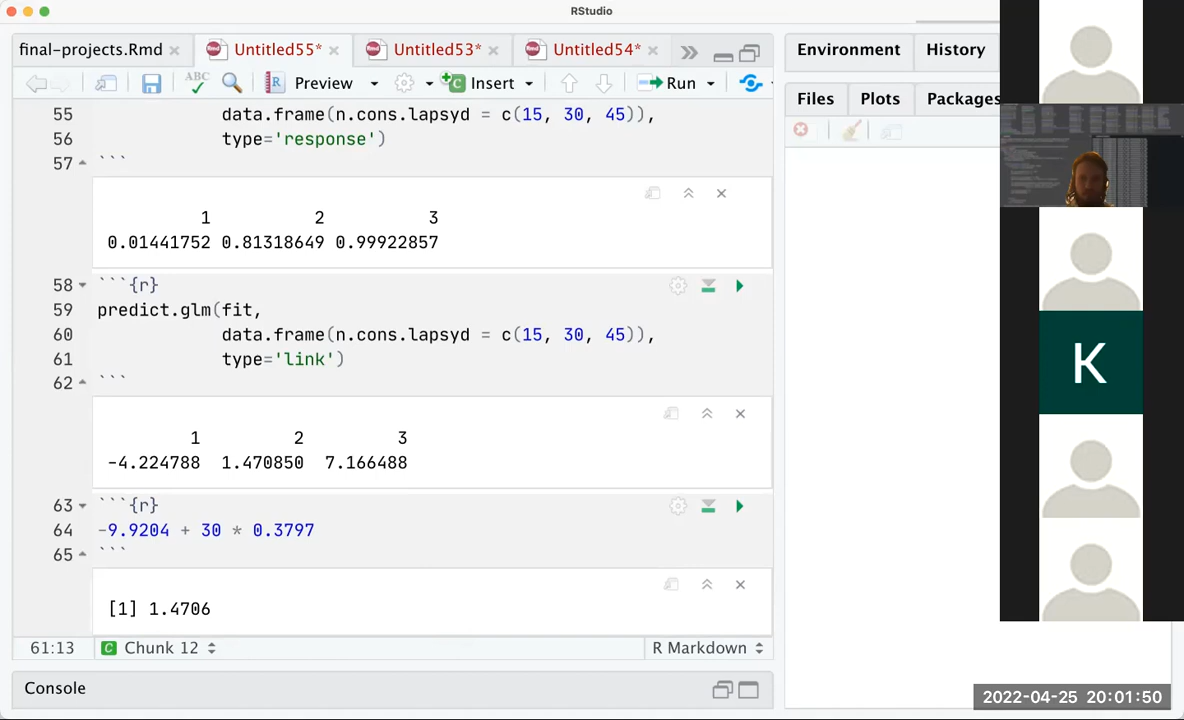 RStudio
final-projects.Rmd × Untitled55* × Untitled53* × Untitled54* ×
Environment History
ABC Preview Insert Run
Files Plots Packages
55 data.frame(n.cons.lapsyd = c(15, 30, 45)),
56 type='response')
57 ```
1 2 3
0.01441752 0.81318649 0.99922857
58 ```{r}
59 predict.glm(fit,
60 data.frame(n.cons.lapsyd = c(15, 30, 45)),
61 type='link')
62 ```
1 2 3
-4.224788 1.470850 7.166488
63 ```{r}
64 -9.9204 + 30 * 0.3797
65 ```
[1] 1.4706
61:13 C Chunk 12 R Markdown
Console
K
2022-04-25 20:01:50